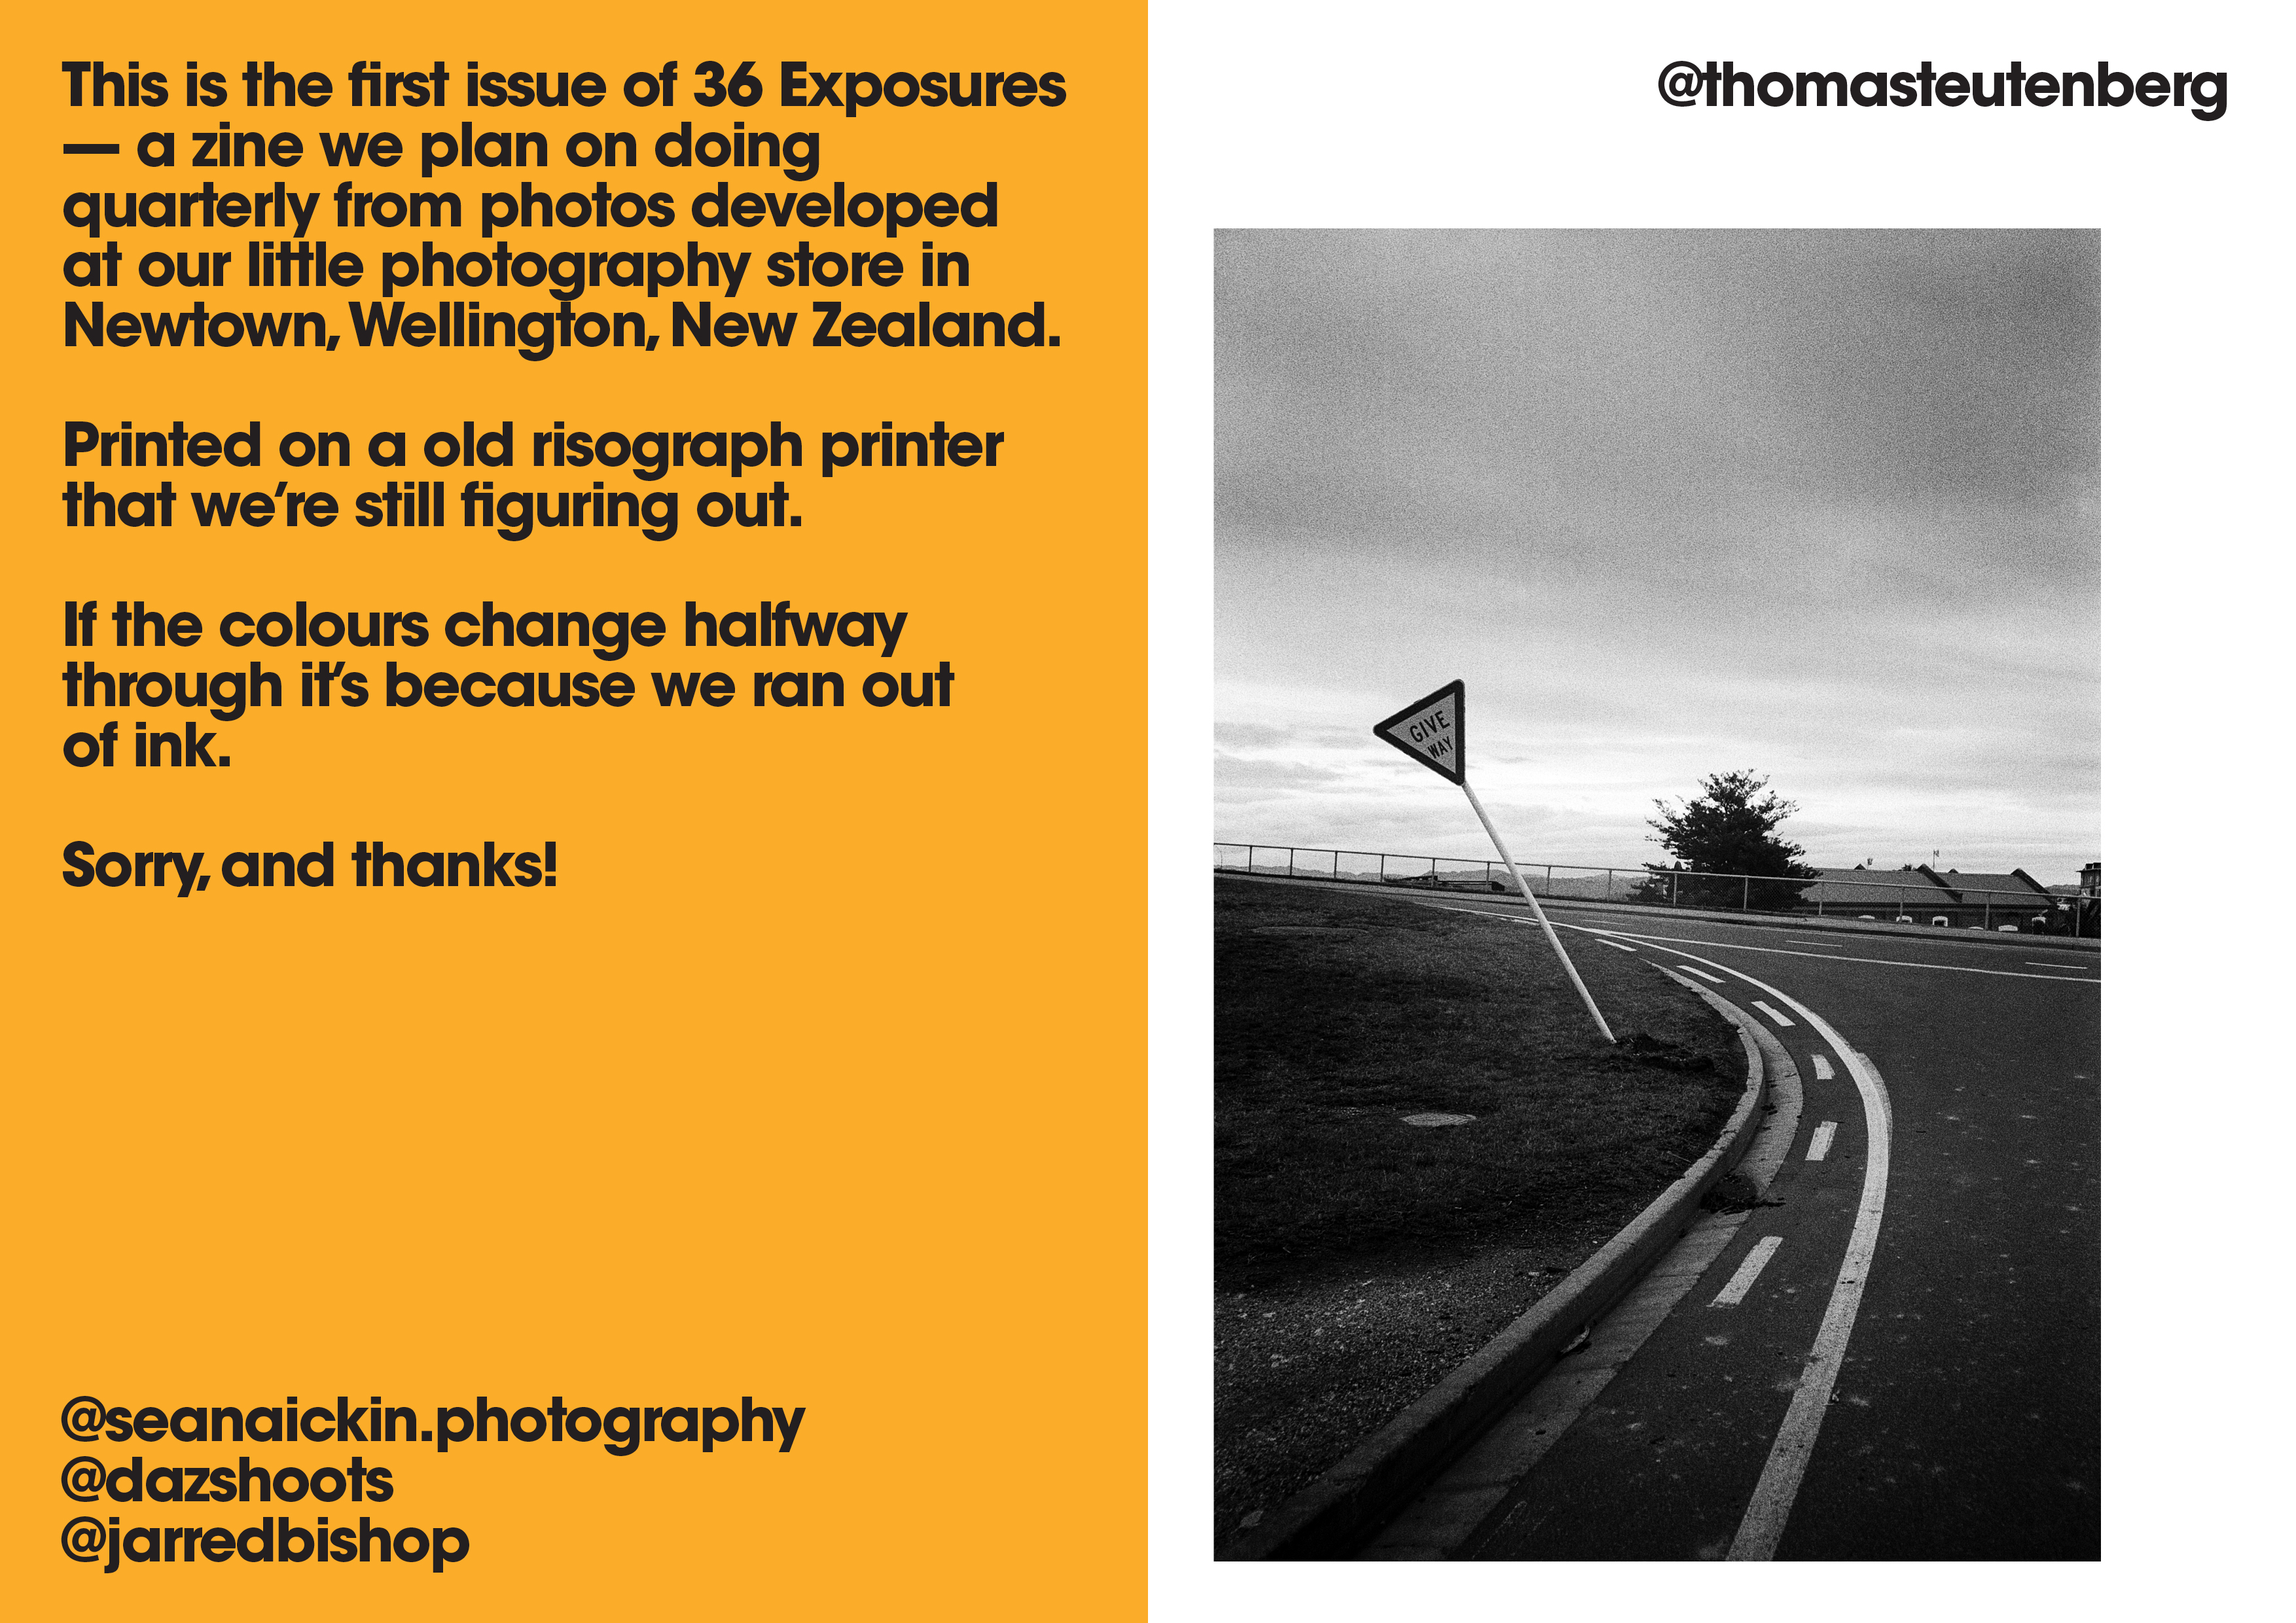 This is the first issue of 36 Exposures
— a zine we plan on doing
quarterly from photos developed
at our little photography store in
Newtown, Wellington, New Zealand.
Printed on a old risograph printer
that we’re still figuring out.
If the colours change halfway
through it’s because we ran out
of ink.
Sorry, and thanks!
@seanaickin.photography
@dazshoots
@jarredbishop
@thomasteutenberg
GIVE
WAY